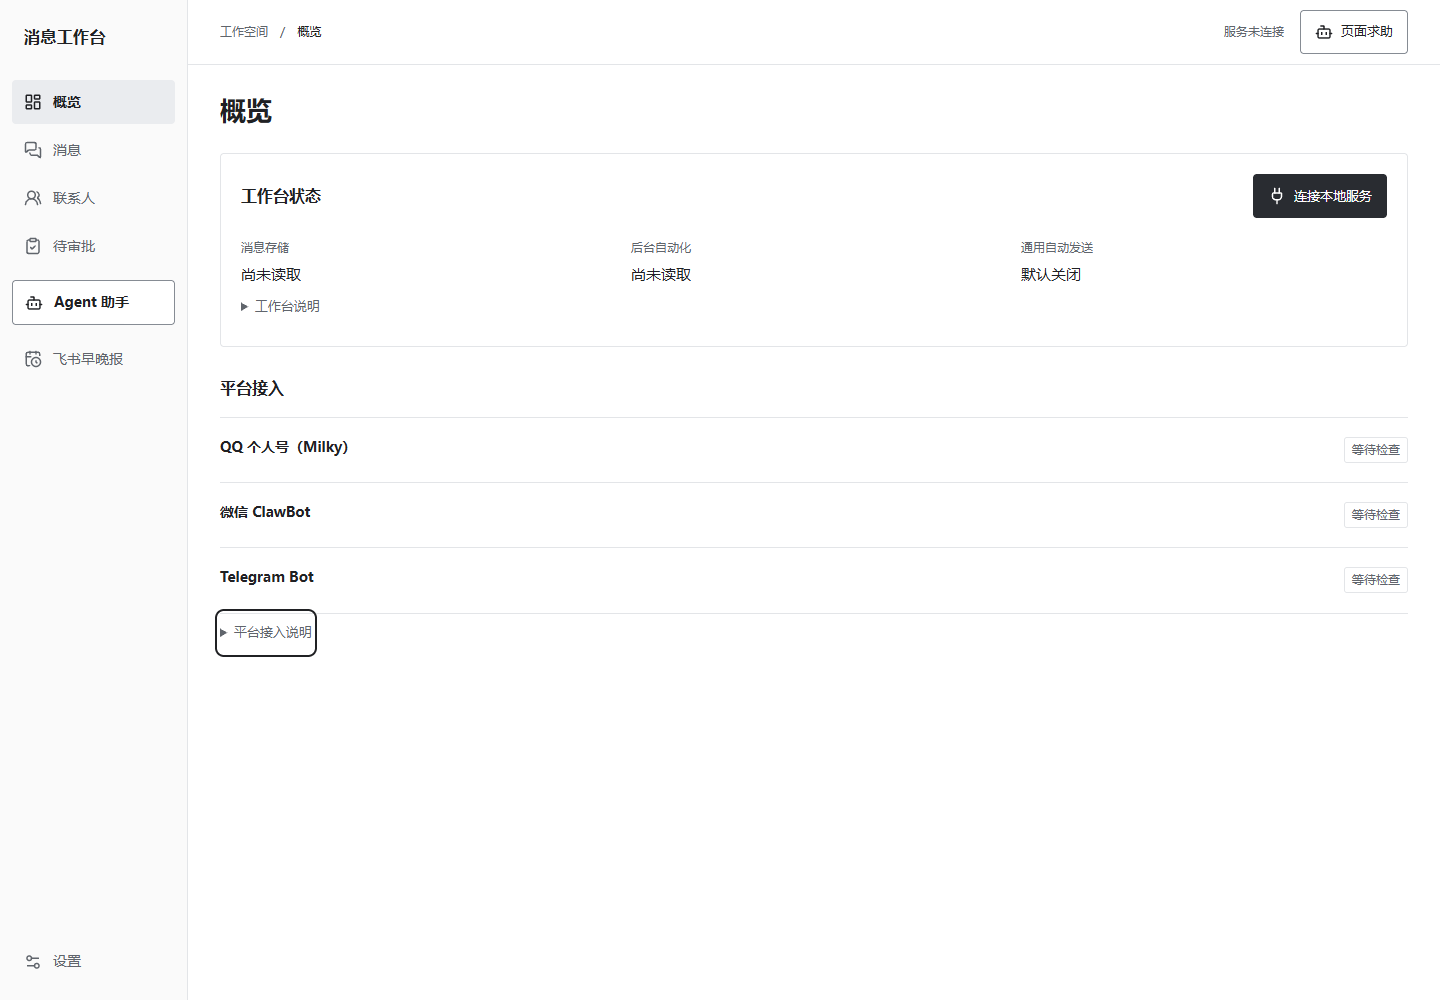 消息工作台
工作空间 / 概览
服务未连接
页面求助
概览
消息
联系人
待审批
Agent 助手
飞书早晚报
设置
概览
工作台状态
连接本地服务
消息存储
尚未读取
后台自动化
尚未读取
通用自动发送
默认关闭
工作台说明
平台接入
QQ 个人号（Milky）
等待检查
微信 ClawBot
等待检查
Telegram Bot
等待检查
平台接入说明